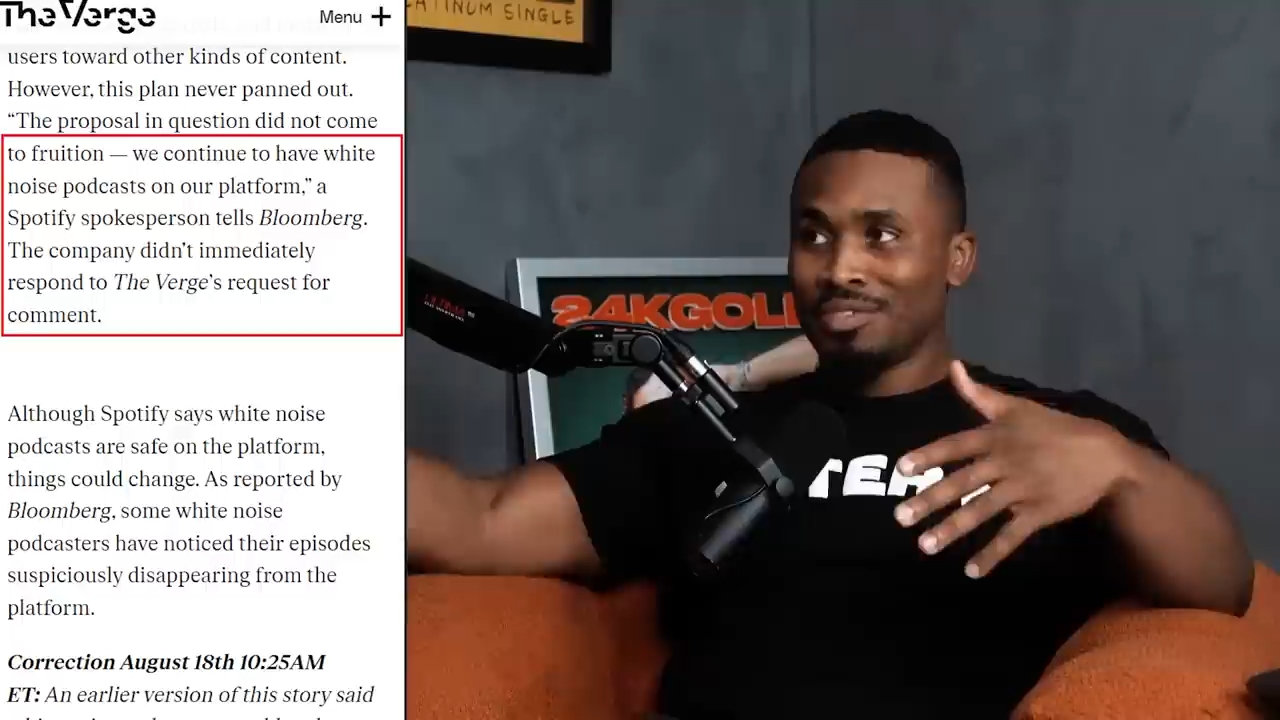 The Verge
Menu +
users toward other kinds of content.
However, this plan never panned out.
“The proposal in question did not come
to fruition — we continue to have white
noise podcasts on our platform,” a
Spotify spokesperson tells Bloomberg.
The company didn’t immediately
respond to The Verge’s request for
comment.
Although Spotify says white noise
podcasts are safe on the platform,
things could change. As reported by
Bloomberg, some white noise
podcasters have noticed their episodes
suspiciously disappearing from the
platform.
Correction August 18th 10:25AM
ET: An earlier version of this story said
PLATINUM SINGLE
24KGOL
TER